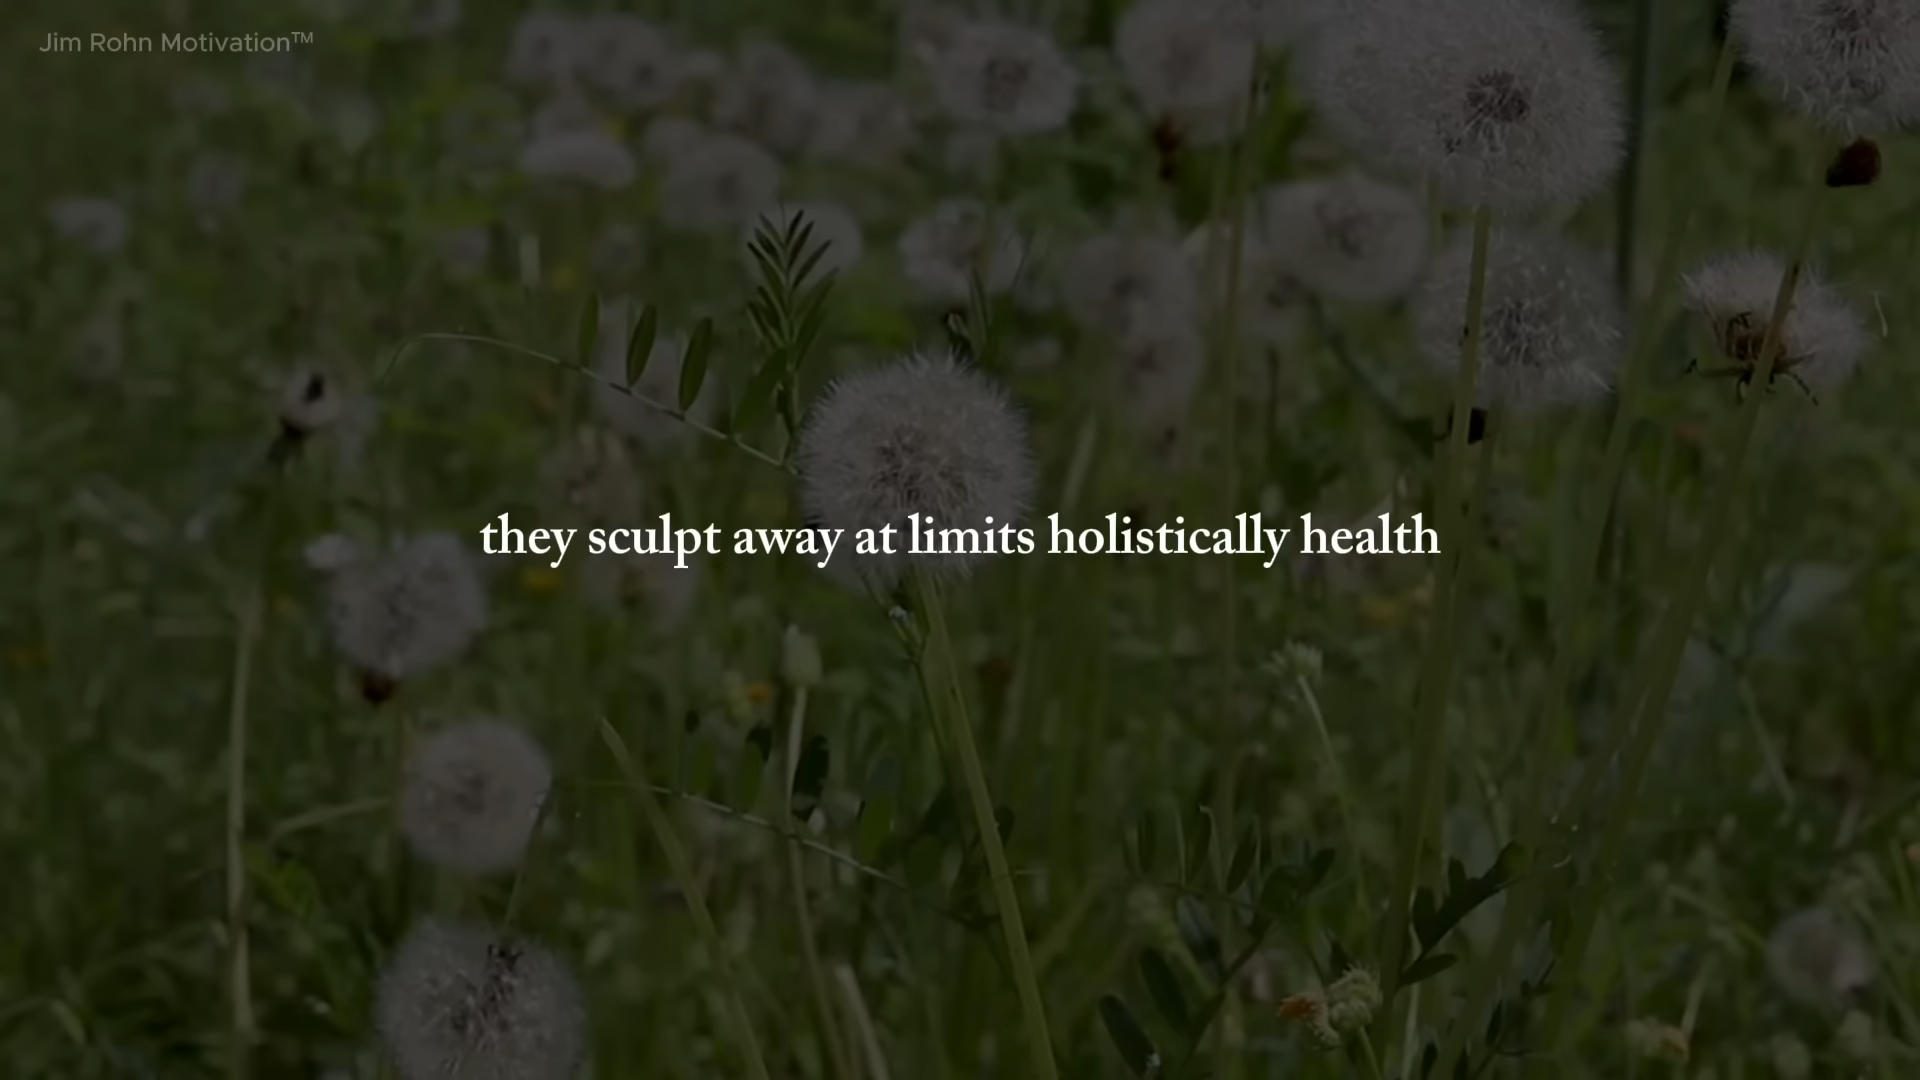 Jim Rohn Motivation™
they sculpt away at limits holistically health